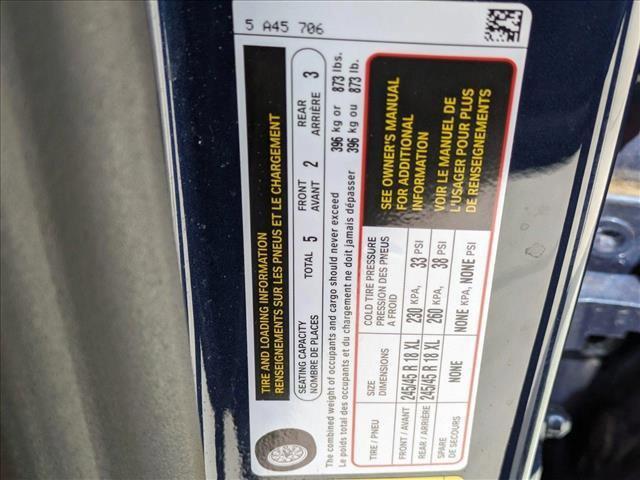 5 A45 706
TIRE AND LOADING INFORMATION
RENSEIGNEMENTS SUR LES PNEUS ET LE CHARGEMENT
SEATING CAPACITY TOTAL 5 FRONT 2 REAR 3
NOMBRE DE PLACES AVANT ARRIÈRE
The combined weight of occupants and cargo should never exceed 396 kg or 873 lbs.
Le poids total des occupants et du chargement ne doit jamais dépasser 396 kg ou 873 lb.
TIRE / PNEU SIZE DIMENSIONS COLD TIRE PRESSURE PRESSION DES PNEUS A FROID
FRONT / AVANT 245/45 R 18 XL 230 KPA, 33 PSI
REAR / ARRIÈRE 245/45 R 18 XL 260 KPA, 38 PSI
SPARE DE SECOURS NONE NONE KPA, NONE PSI
SEE OWNER'S MANUAL
FOR ADDITIONAL
INFORMATION
VOIR LE MANUEL DE
L'USAGER POUR PLUS
DE RENSEIGNEMENTS